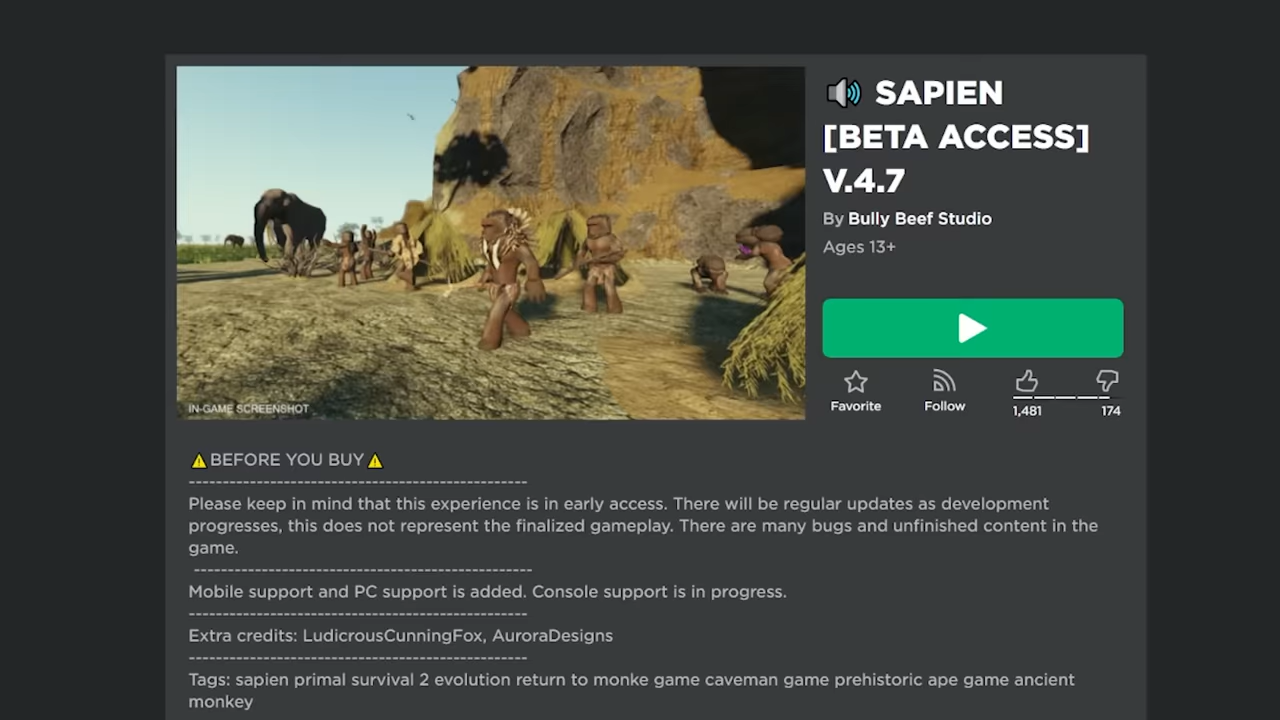 IN-GAME SCREENSHOT
🔊 SAPIEN
[BETA ACCESS]
V.4.7
By Bully Beef Studio
Ages 13+
Favorite
Follow
1,481
174
⚠BEFORE YOU BUY⚠
--------------------------------------------------
Please keep in mind that this experience is in early access. There will be regular updates as development
progresses, this does not represent the finalized gameplay. There are many bugs and unfinished content in the
game.
--------------------------------------------------
Mobile support and PC support is added. Console support is in progress.
--------------------------------------------------
Extra credits: LudicrousCunningFox, AuroraDesigns
--------------------------------------------------
Tags: sapien primal survival 2 evolution return to monke game caveman game prehistoric ape game ancient
monkey